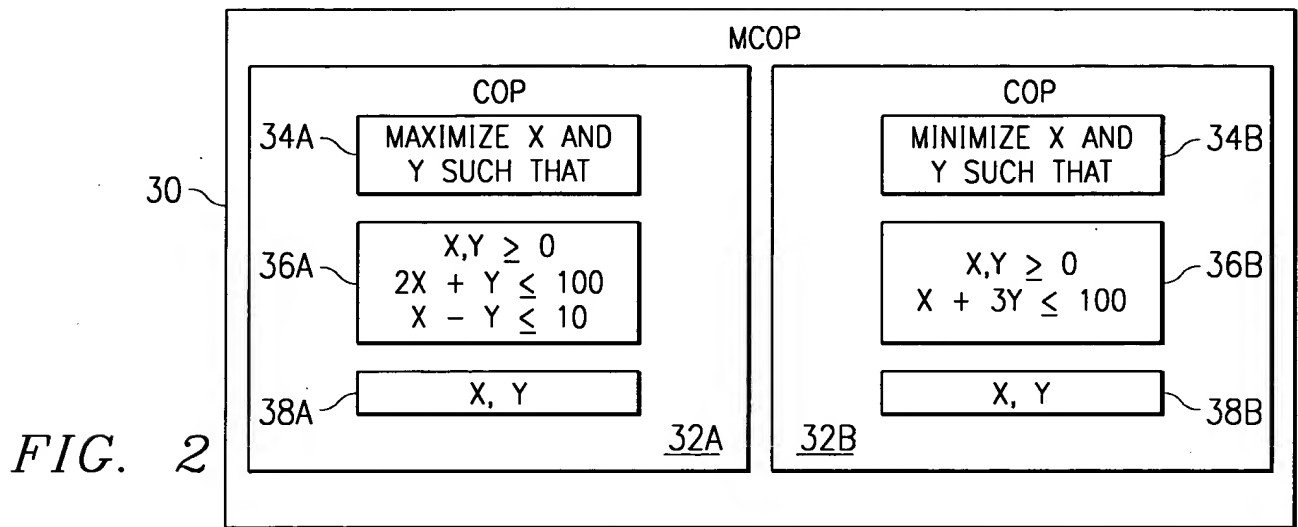 MCOP
COP
34A
MAXIMIZE X AND
Y SUCH THAT
36A
X,Y ≥ 0
2X + Y ≤ 100
X - Y ≤ 10
38A
X, Y
32A
COP
MINIMIZE X AND
Y SUCH THAT
34B
X,Y ≥ 0
X + 3Y ≤ 100
36B
X, Y
38B
32B
30
FIG. 2